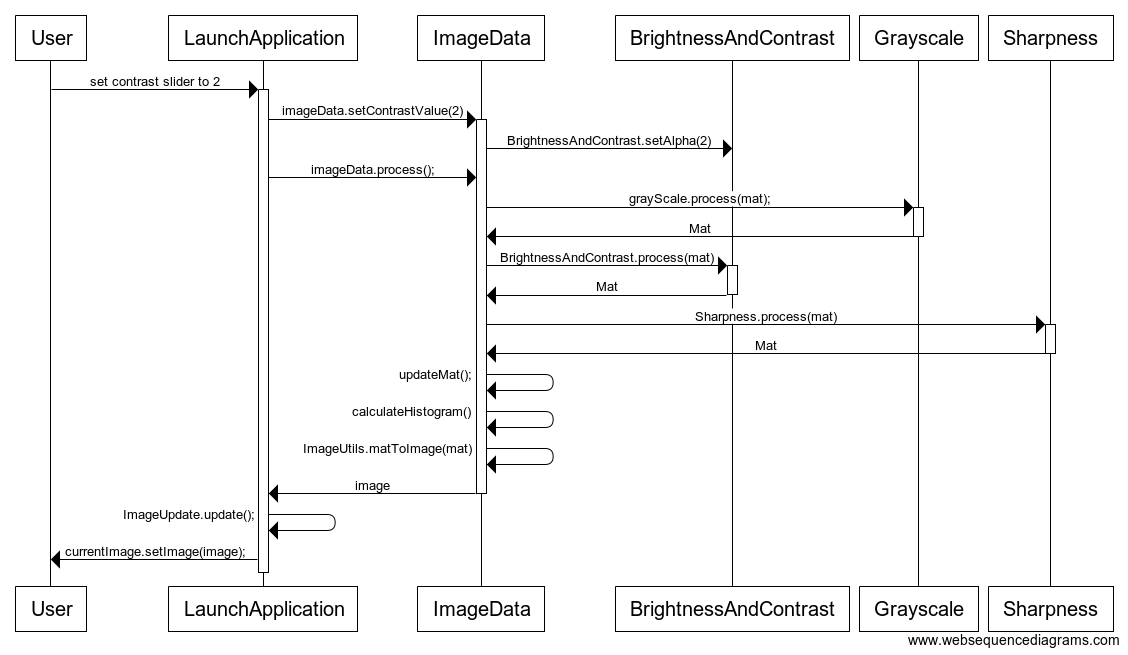 User LaunchApplication ImageData BrightnessAndContrast Grayscale Sharpness
set contrast slider to 2
imageData.setContrastValue(2)
BrightnessAndContrast.setAlpha(2)
imageData.process();
grayScale.process(mat);
Mat
BrightnessAndContrast.process(mat)
Mat
Sharpness.process(mat)
Mat
updateMat();
calculateHistogram()
ImageUtils.matToImage(mat)
image
ImageUpdate.update();
currentImage.setImage(image);
User LaunchApplication ImageData BrightnessAndContrast Grayscale Sharpness
www.websequencediagrams.com